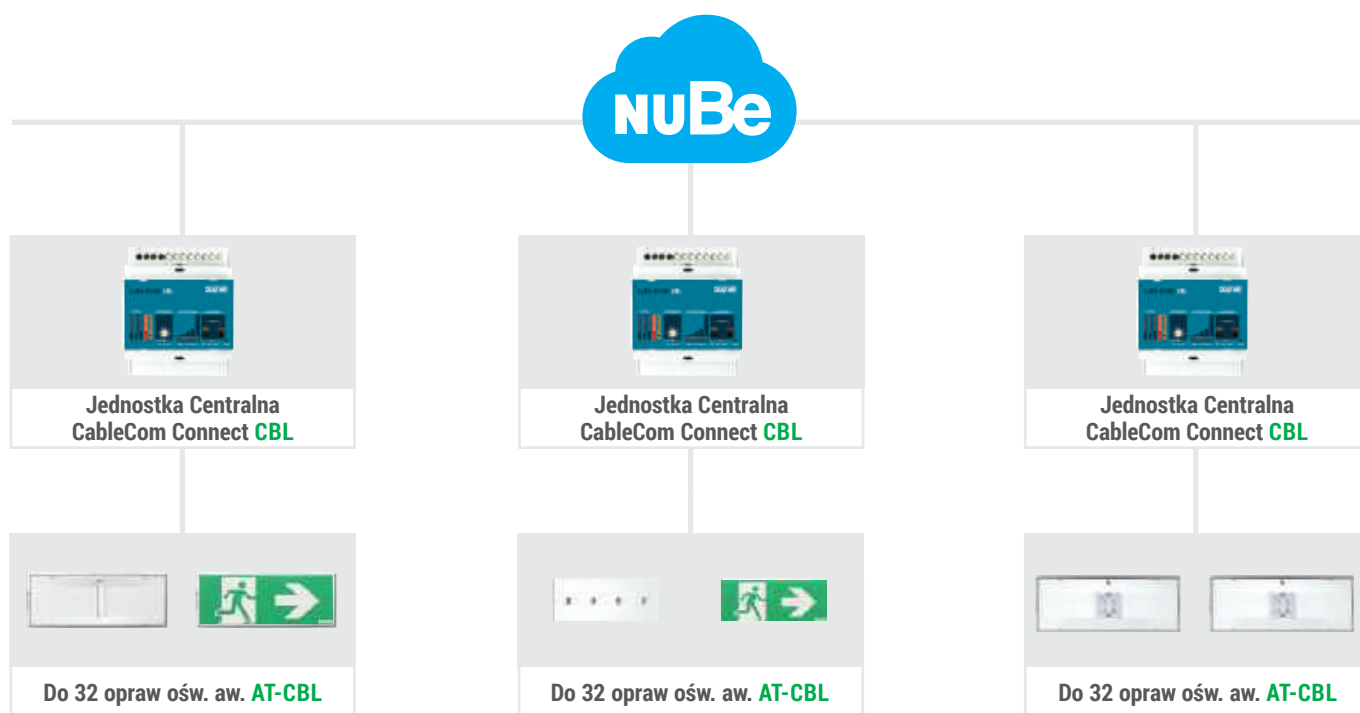 NUBe
Jednostka Centralna
CableCom Connect CBL
Jednostka Centralna
CableCom Connect CBL
Jednostka Centralna
CableCom Connect CBL
Do 32 opraw ośw. aw. AT-CBL
Do 32 opraw ośw. aw. AT-CBL
Do 32 opraw ośw. aw. AT-CBL